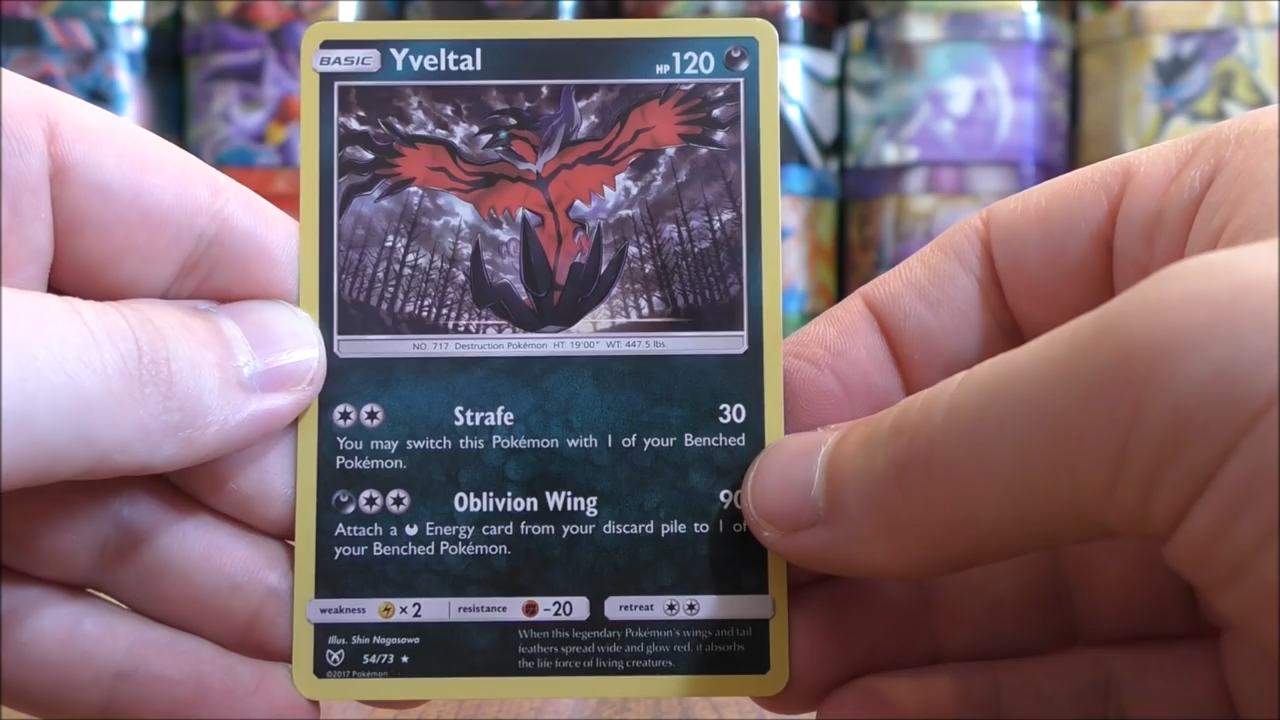 BASIC Yveltal HP 120
NO. 717 Destruction Pokémon HT: 19'00" WT: 447.5 lbs.
Strafe 30
You may switch this Pokémon with 1 of your Benched
Pokémon.
Oblivion Wing 90
Attach a Energy card from your discard pile to 1 of
your Benched Pokémon.
weakness ×2 resistance -20 retreat
Illus. Shin Nagasawa
54/73 ★
©2017 Pokémon
When this legendary Pokémon's wings and tail
feathers spread wide and glow red, it absorbs
the life force of living creatures.